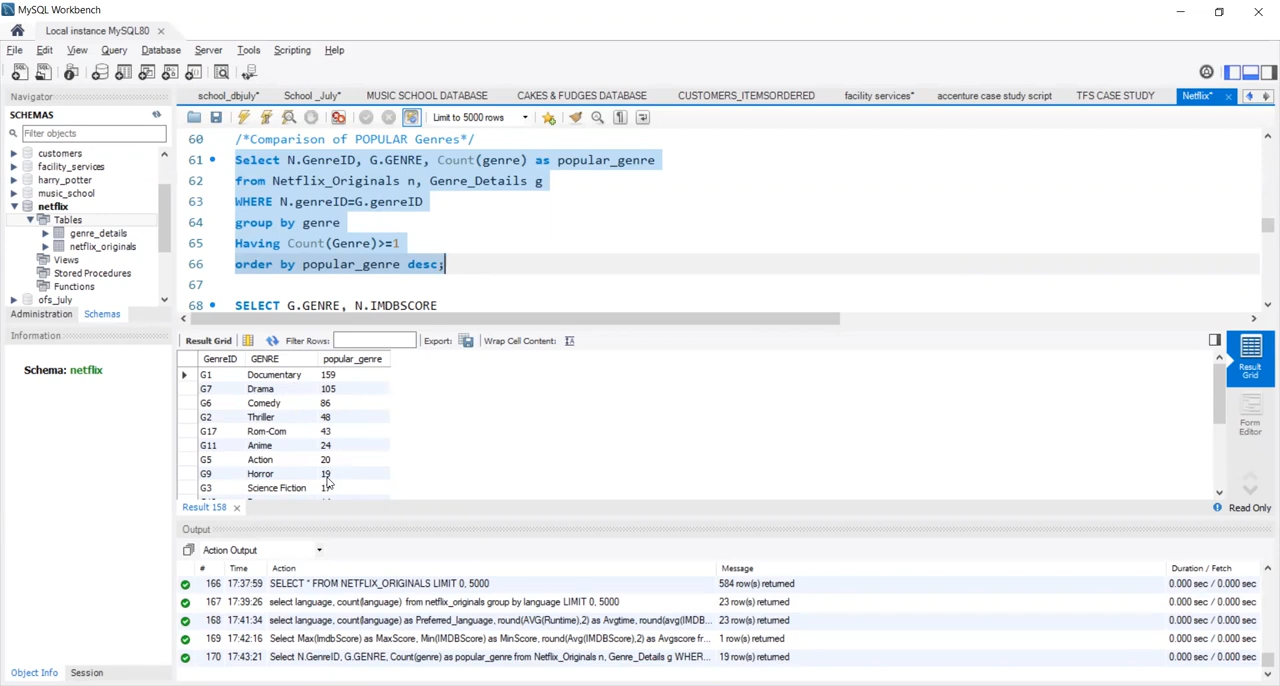 MySQL Workbench
Local instance MySQL80
File Edit View Query Database Server Tools Scripting Help
Navigator
school_dbjuly* School _July* MUSIC SCHOOL DATABASE CAKES & FUDGES DATABASE CUSTOMERS_ITEMSORDERED facility services* accenture case study script TFS CASE STUDY Netflix*
SCHEMAS
Limit to 5000 rows
Filter objects
customers
facility_services
harry_potter
music_school
netflix
Tables
genre_details
netflix_originals
Views
Stored Procedures
Functions
ofs_july
Administration Schemas
Information
Schema: netflix
Object Info Session
60 /*Comparison of POPULAR Genres*/
61 Select N.GenreID, G.GENRE, Count(genre) as popular_genre
62 from Netflix_Originals n, Genre_Details g
63 WHERE N.genreID=G.genreID
64 group by genre
65 Having Count(Genre)>=1
66 order by popular_genre desc;
67
68 SELECT G.GENRE, N.IMDBSCORE
Result Grid Filter Rows: Export: Wrap Cell Content:
GenreID GENRE popular_genre
G1 Documentary 159
G7 Drama 105
G6 Comedy 86
G2 Thriller 48
G17 Rom-Com 43
G11 Anime 24
G5 Action 20
G9 Horror 19
G3 Science Fiction
Result Grid
Form Editor
Result 158
Read Only
Output
Action Output
# Time Action Message Duration / Fetch
166 17:37:59 SELECT * FROM NETFLIX_ORIGINALS LIMIT 0, 5000 584 row(s) returned 0.000 sec / 0.000 sec
167 17:39:26 select language, count(language) from netflix_originals group by language LIMIT 0, 5000 23 row(s) returned 0.000 sec / 0.000 sec
168 17:41:34 select language, count(language) as Preferred_language, round(AVG(Runtime),2) as Avgtime, round(avg(IMDB... 23 row(s) returned 0.000 sec / 0.000 sec
169 17:42:16 Select Max(ImdbScore) as MaxScore, Min(IMDBScore) as MinScore, round(Avg(IMDBScore),2) as Avgscore fr... 1 row(s) returned 0.000 sec / 0.000 sec
170 17:43:21 Select N.GenreID, G.GENRE, Count(genre) as popular_genre from Netflix_Originals n, Genre_Details g WHER... 19 row(s) returned 0.000 sec / 0.000 sec